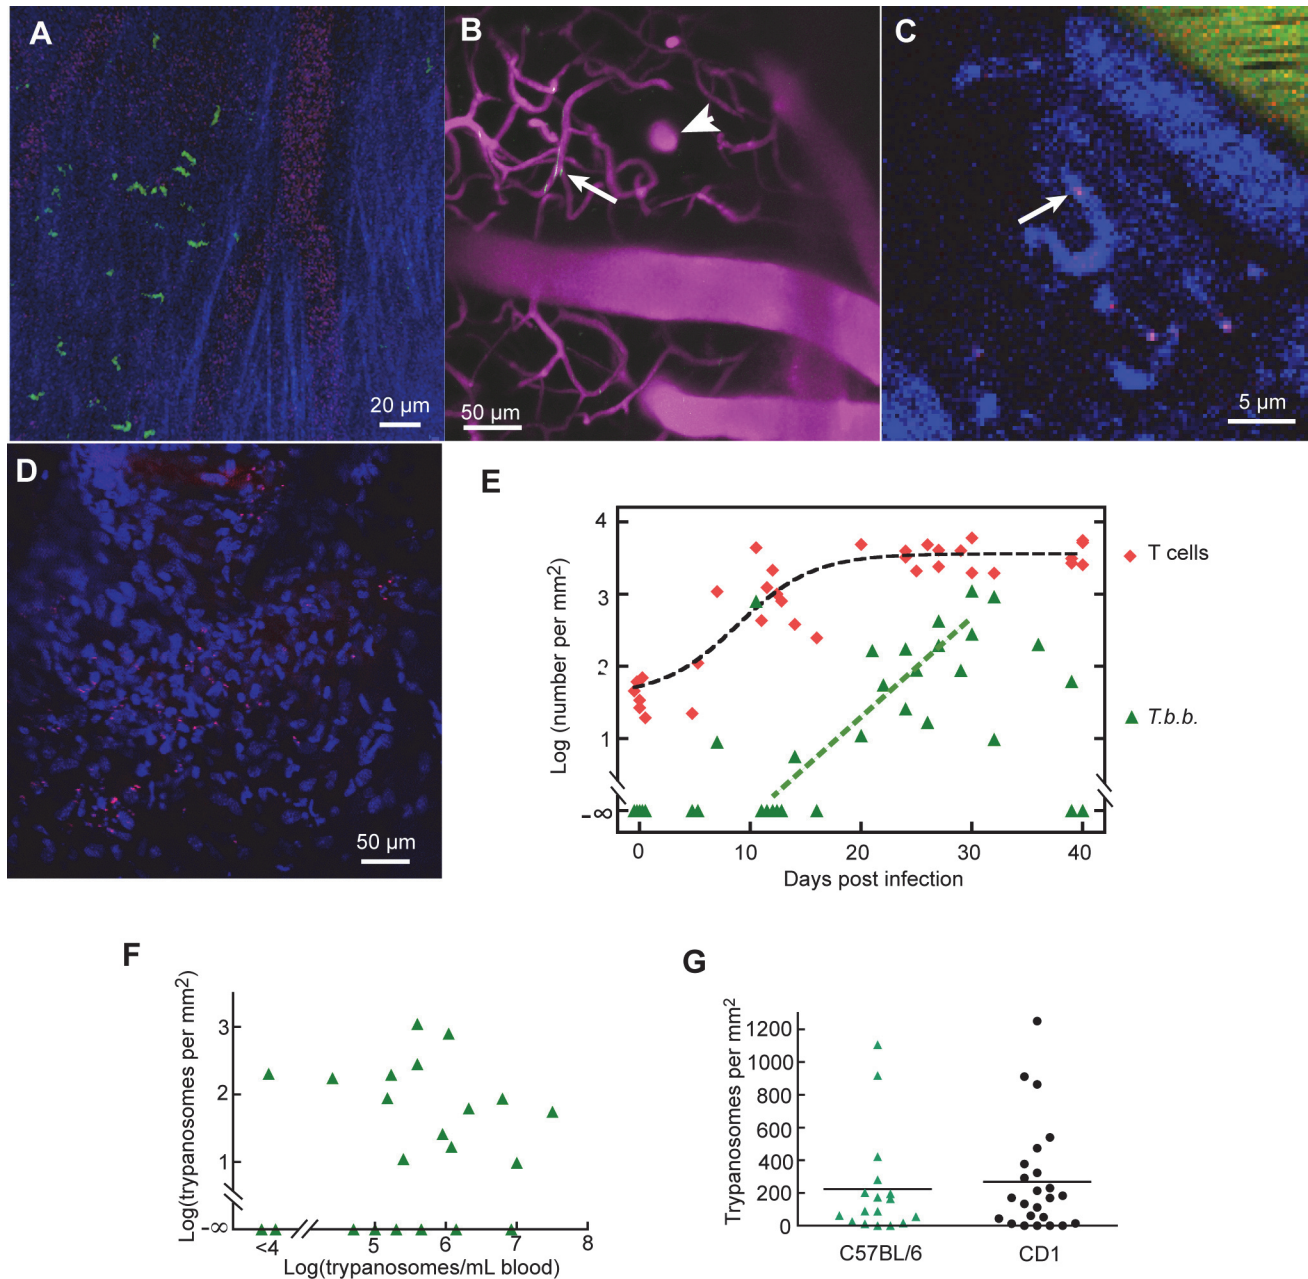 A
B
C
20 µm
50 µm
5 µm
D
50 µm
E
Log (number per mm2)
4
3
2
1
-∞
0
10
20
30
40
Days post infection
T cells
T.b.b.
F
Log(trypanosomes per mm2)
3
2
1
-∞
<4
5
6
7
8
Log(trypanosomes/mL blood)
G
Trypanosomes per mm2
1200
1000
800
600
400
200
0
C57BL/6
CD1